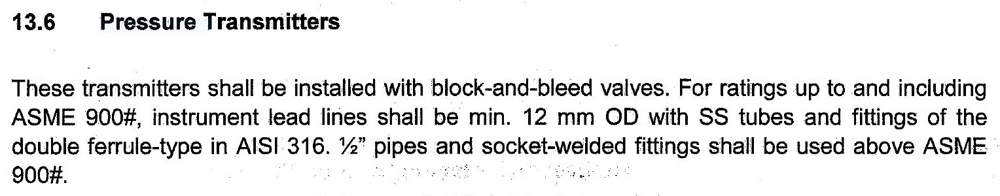 13.6 Pressure Transmitters
These transmitters shall be installed with block-and-bleed valves. For ratings up to and including
ASME 900#, instrument lead lines shall be min. 12 mm OD with SS tubes and fittings of the
double ferrule-type in AISI 316. ½” pipes and socket-welded fittings shall be used above ASME
900#.